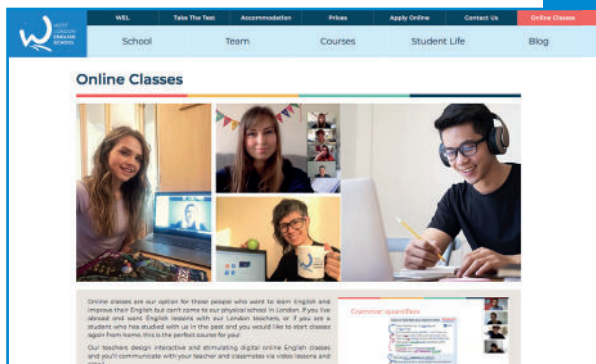 WEL Take The Test Accommodation Prices Apply Online Contact Us Online Classes
WEST
LONDON
ENGLISH
SCHOOL
School Team Courses Student Life Blog
Online Classes
Online classes are our option for those people who want to learn English and
improve their English but can't come to our physical school in London. If you live
abroad and want English lessons with our London teachers, or if you are a
student who has studied with us in the past and you would like to start classes
again from home, this is the perfect course for you!
Our teachers design interactive and stimulating digital online English classes
and you'll communicate with your teacher and classmates via video lessons and
Grammar: quantifiers